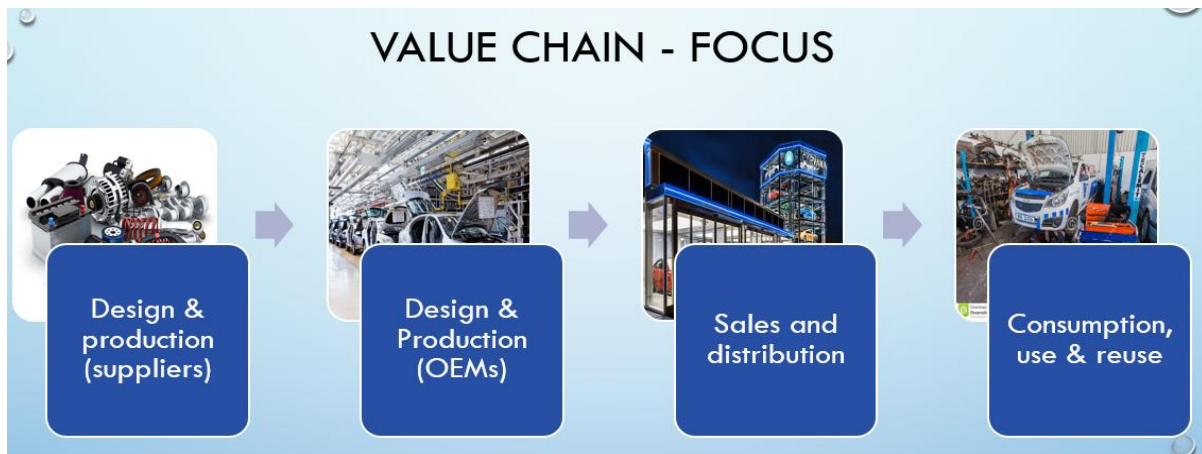 VALUE CHAIN - FOCUS
Design &
production
(suppliers)
Design &
Production
(OEMs)
Sales and
distribution
Consumption,
use & reuse